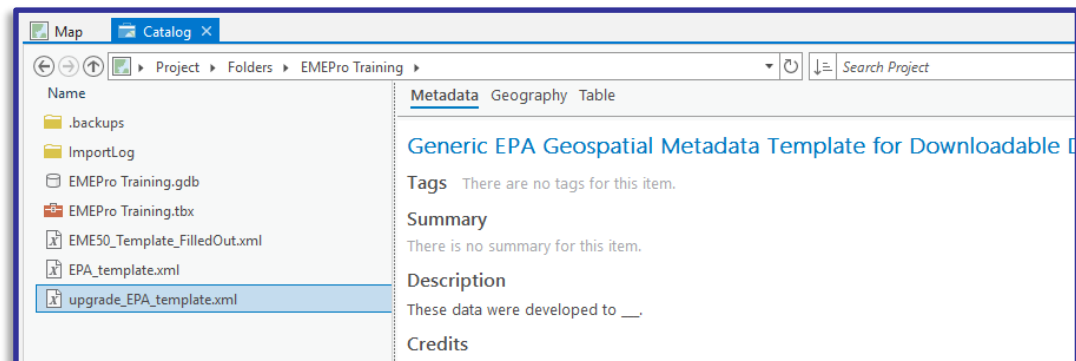 Map Catalog
Project Folders EMEPro Training Search Project
Name
.backups
ImportLog
EMEPro Training.gdb
EMEPro Training.tbx
EME50_Template_FilledOut.xml
EPA_template.xml
upgrade_EPA_template.xml
Metadata Geography Table
Generic EPA Geospatial Metadata Template for Downloadable
Tags There are no tags for this item.
Summary
There is no summary for this item.
Description
These data were developed to __.
Credits